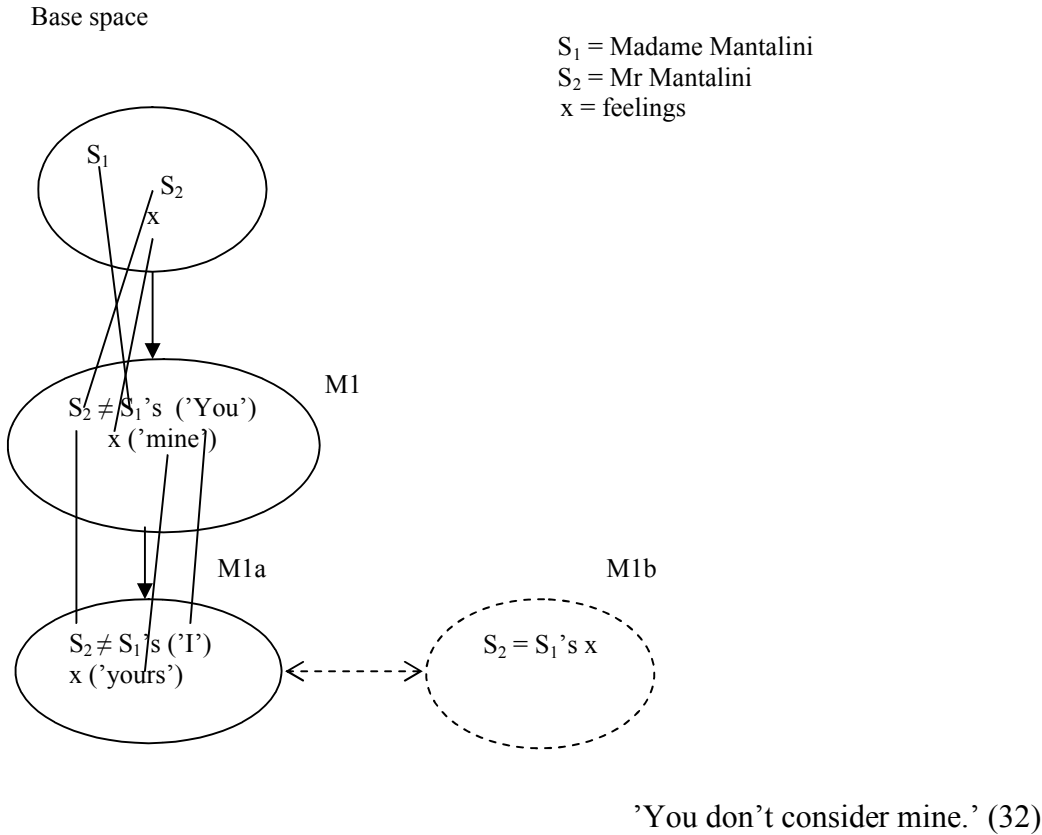 Base space
S₁ = Madame Mantalini
S₂ = Mr Mantalini
x = feelings
S₁
S₂
x
M1
S₂ ≠ S₁’s (’You’)
x (’mine’)
M1a
M1b
S₂ ≠ S₁’s (’I’)
x (’yours’)
S₂ = S₁’s x
’You don’t consider mine.’ (32)